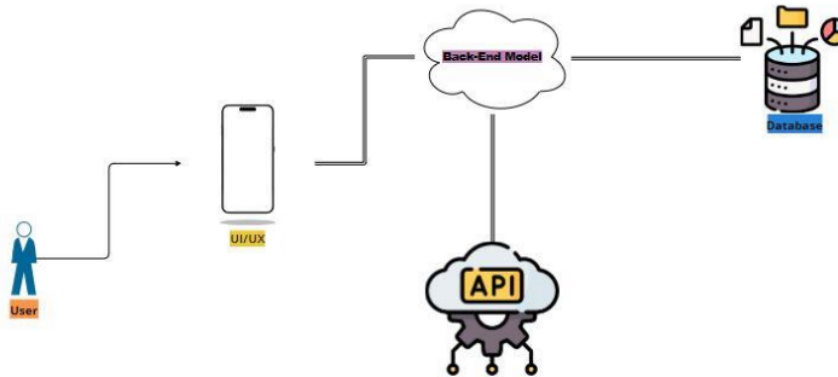 Back-End Model
Database
UI/UX
API
User